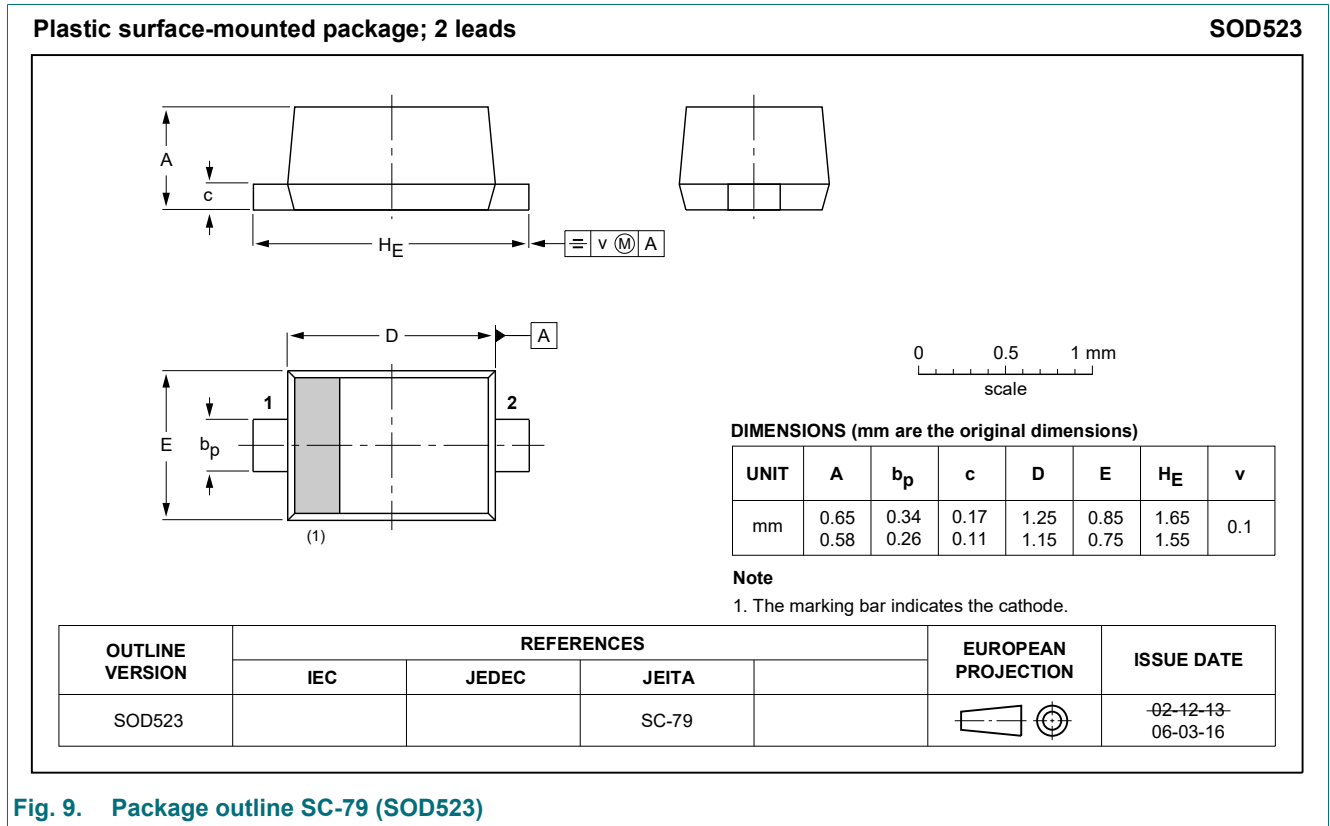 Plastic surface-mounted package; 2 leads SOD523
A
c
HE
v Ⓜ A
D
A
1
2
E
bp
(1)
0 0.5 1 mm
scale
DIMENSIONS (mm are the original dimensions)
UNIT A bp c D E HE v
mm 0.65 0.34 0.17 1.25 0.85 1.65 0.1
0.58 0.26 0.11 1.15 0.75 1.55
Note
1. The marking bar indicates the cathode.
OUTLINE VERSION REFERENCES EUROPEAN PROJECTION ISSUE DATE
IEC JEDEC JEITA
SOD523 SC-79 02-12-13
06-03-16
Fig. 9. Package outline SC-79 (SOD523)